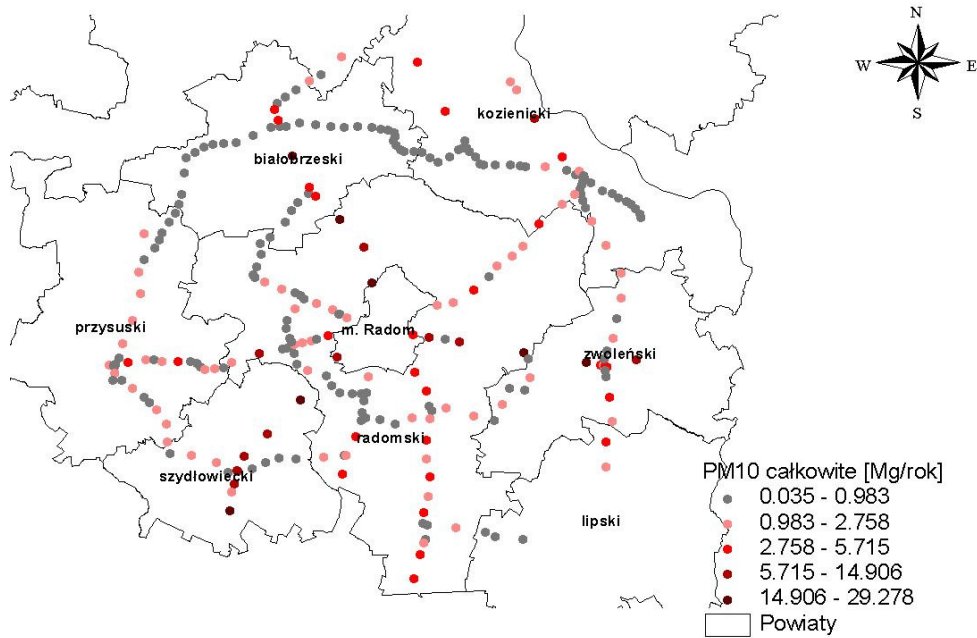 N
W
E
S
kozienicki
białobrzeski
przysuski
m. Radom
zwoleński
radomski
szydłowiecki
lipski
PM10 całkowite [Mg/rok]
0.035 - 0.983
0.983 - 2.758
2.758 - 5.715
5.715 - 14.906
14.906 - 29.278
Powiaty